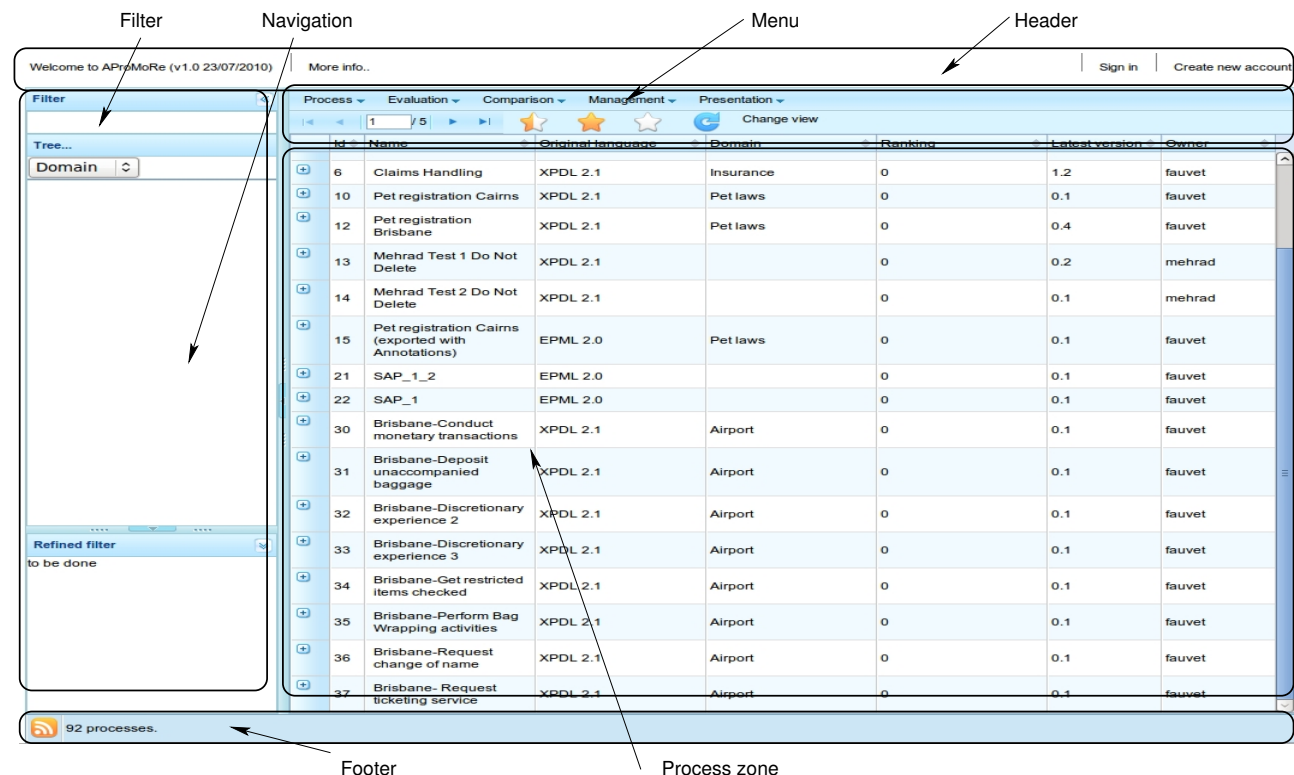 Filter Navigation Menu Header
Welcome to AProMoRe (v1.0 23/07/2010) More info.. Sign in Create new account
Filter
Process Evaluation Comparison Management Presentation
1 / 5 Change view
Tree...
Id Name Original language Domain Ranking Latest version Owner
Domain
6 Claims Handling XPDL 2.1 Insurance 0 1.2 fauvet
10 Pet registration Cairns XPDL 2.1 Pet laws 0 0.1 fauvet
12 Pet registration
Brisbane XPDL 2.1 Pet laws 0 0.4 fauvet
13 Mehrad Test 1 Do Not
Delete XPDL 2.1 0 0.2 mehrad
14 Mehrad Test 2 Do Not
Delete XPDL 2.1 0 0.1 mehrad
15 Pet registration Cairns
(exported with
Annotations) EPML 2.0 Pet laws 0 0.1 fauvet
21 SAP_1_2 EPML 2.0 0 0.1 fauvet
22 SAP_1 EPML 2.0 0 0.1 fauvet
30 Brisbane-Conduct
monetary transactions XPDL 2.1 Airport 0 0.1 fauvet
31 Brisbane-Deposit
unaccompanied
baggage XPDL 2.1 Airport 0 0.1 fauvet
32 Brisbane-Discretionary
experience 2 XPDL 2.1 Airport 0 0.1 fauvet
33 Brisbane-Discretionary
experience 3 XPDL 2.1 Airport 0 0.1 fauvet
34 Brisbane-Get restricted
items checked XPDL 2.1 Airport 0 0.1 fauvet
35 Brisbane-Perform Bag
Wrapping activities XPDL 2.1 Airport 0 0.1 fauvet
36 Brisbane-Request
change of name XPDL 2.1 Airport 0 0.1 fauvet
37 Brisbane- Request
ticketing service XPDL 2.1 Airport 0 0.1 fauvet
Refined filter
to be done
92 processes.
Footer Process zone